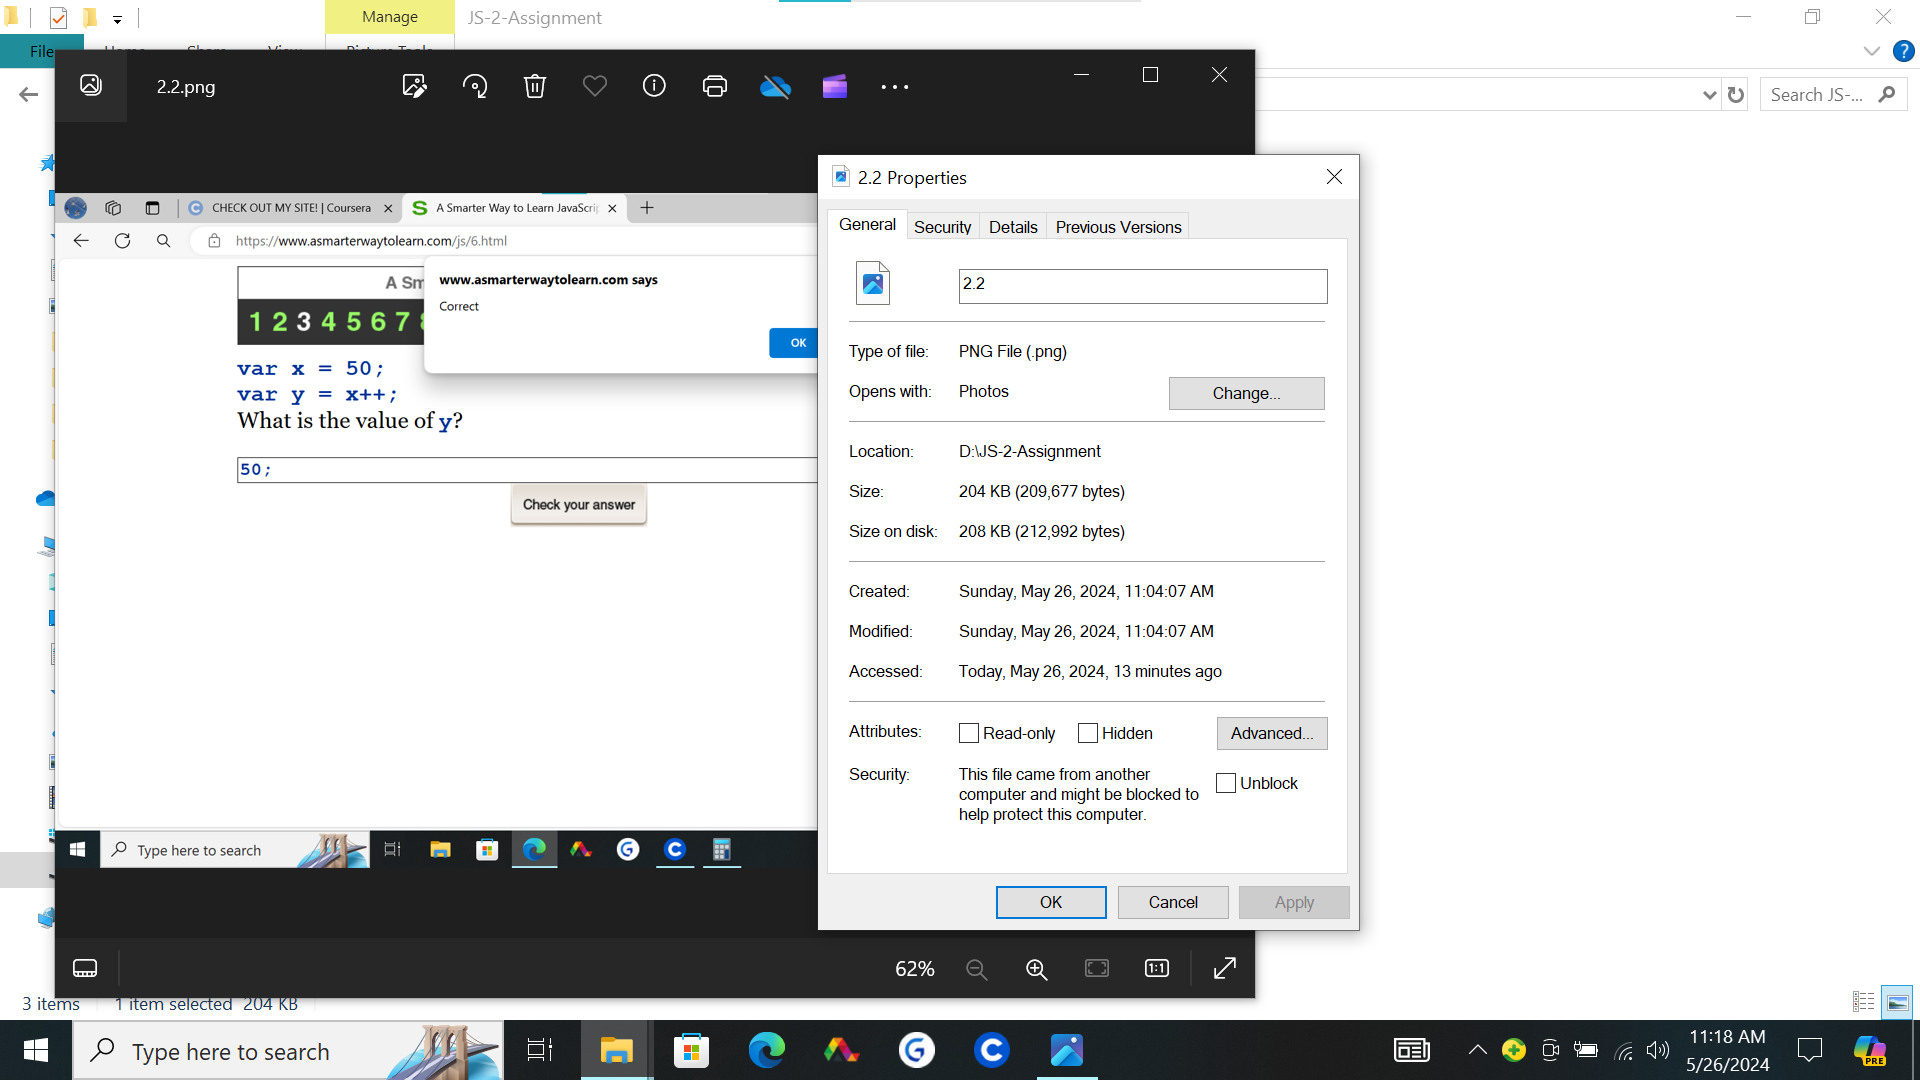 Manage
JS-2-Assignment
File
2.2.png
Search JS-...
2.2 Properties
General
Security
Details
Previous Versions
2.2
Type of file:
PNG File (.png)
Opens with:
Photos
Change...
Location:
D:\JS-2-Assignment
Size:
204 KB (209,677 bytes)
Size on disk:
208 KB (212,992 bytes)
Created:
Sunday, May 26, 2024, 11:04:07 AM
Modified:
Sunday, May 26, 2024, 11:04:07 AM
Accessed:
Today, May 26, 2024, 13 minutes ago
Attributes:
Read-only
Hidden
Advanced...
Security:
This file came from another
computer and might be blocked to
help protect this computer.
Unblock
OK
Cancel
Apply
CHECK OUT MY SITE! | Coursera
A Smarter Way to Learn JavaScrip
https://www.asmarterwaytolearn.com/js/6.html
A Sm
www.asmarterwaytolearn.com says
Correct
OK
1 2 3 4 5 6 7
var x = 50;
var y = x++;
What is the value of y?
50;
Check your answer
Type here to search
62%
1:1
3 items
1 item selected 204 KB
Type here to search
11:18 AM
5/26/2024
PRE